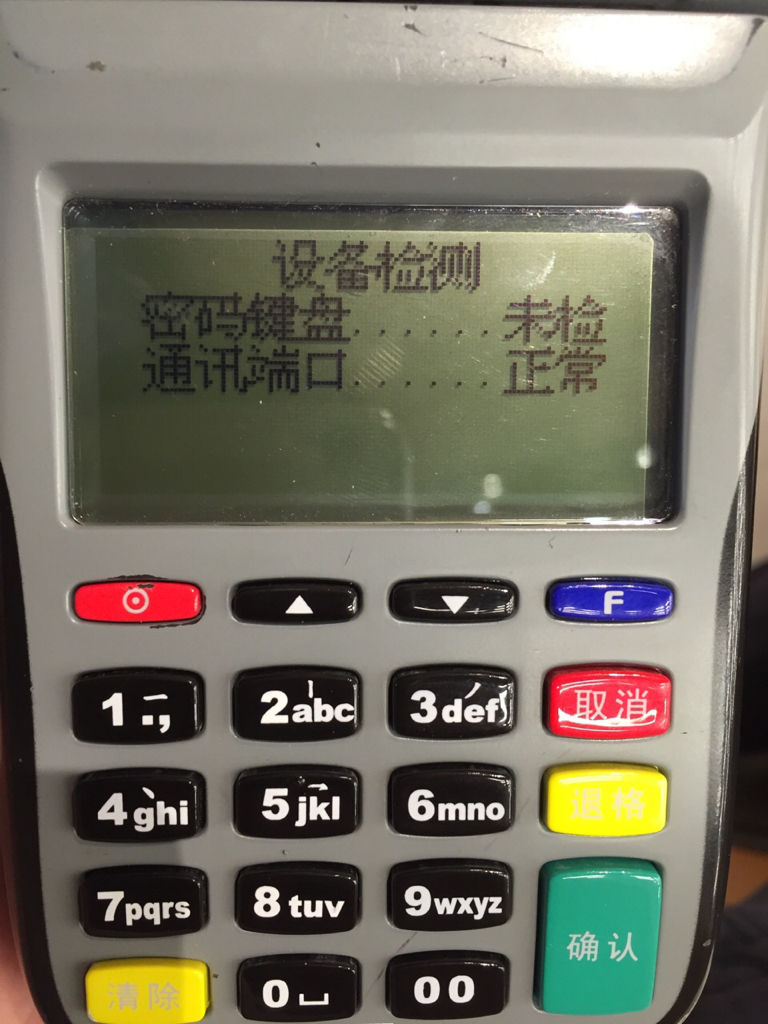 设备检测
密码键盘......未检
通讯端口......正常
F
1.,
2abc
3def
取消
4ghi
5jkl
6mno
退格
7pqrs
8tuv
9wxyz
确认
清除
0
00